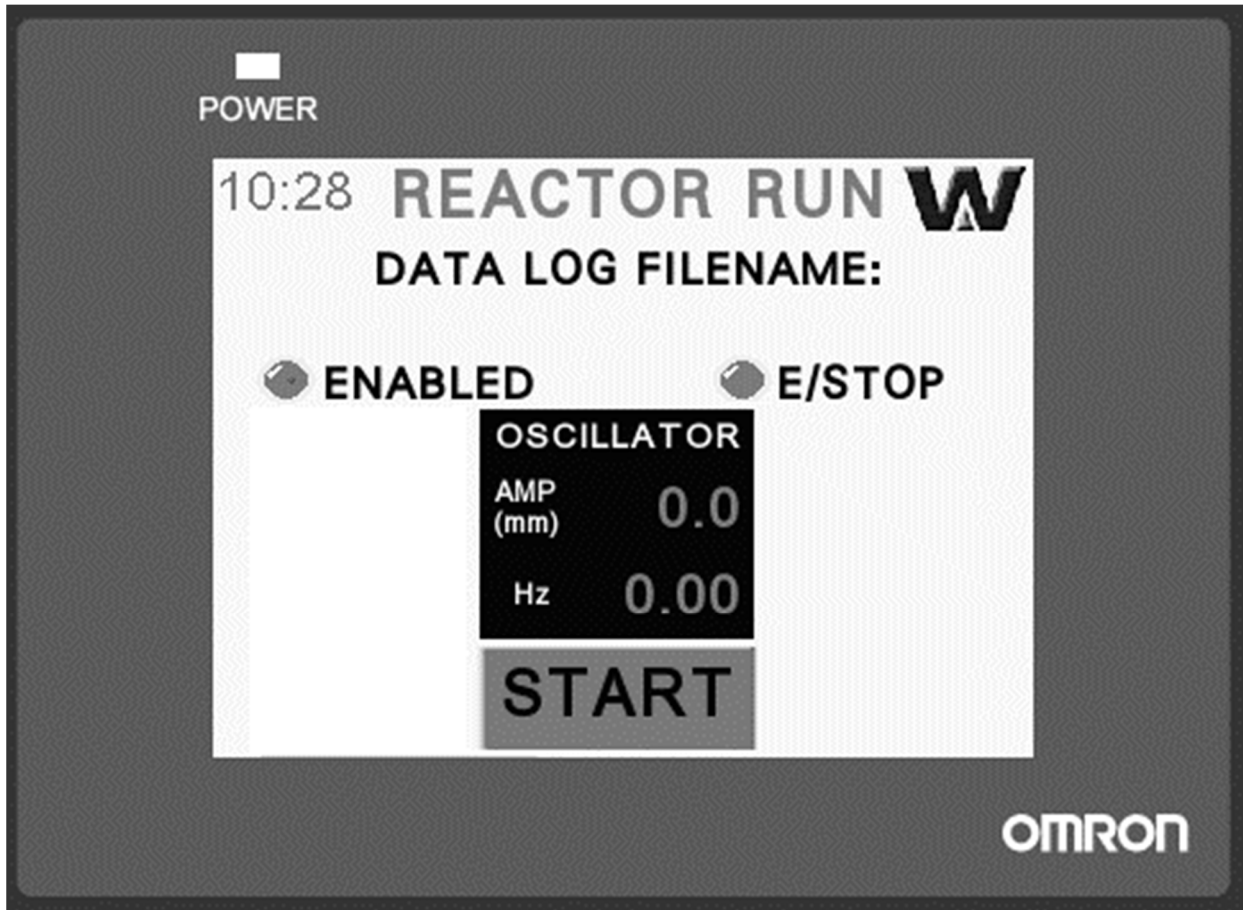 POWER
10:28 REACTOR RUN
DATA LOG FILENAME:
ENABLED E/STOP
OSCILLATOR
AMP 0.0
(mm)
Hz 0.00
START
OMRON